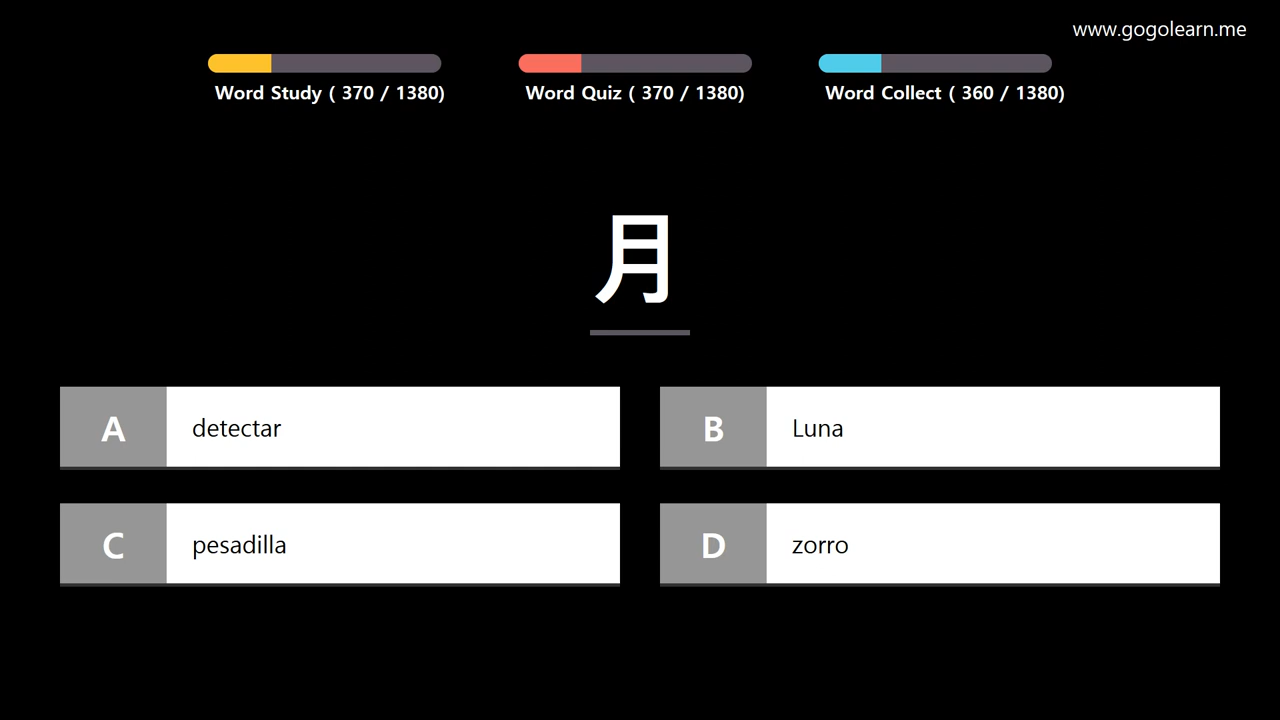 www.gogolearn.me
Word Study ( 370 / 1380)
Word Quiz ( 370 / 1380)
Word Collect ( 360 / 1380)
月
A detectar
B Luna
C pesadilla
D zorro